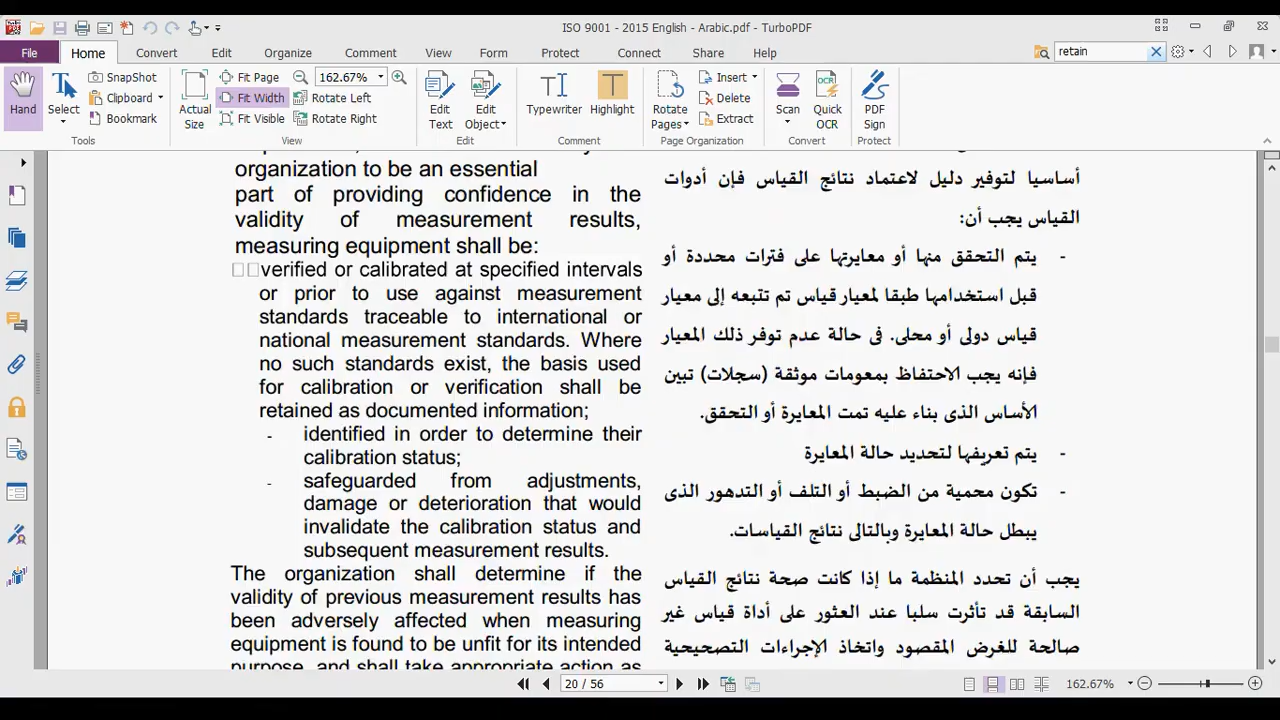 ISO 9001 - 2015 English - Arabic.pdf - TurboPDF
File Home Convert Edit Organize Comment View Form Protect Connect Share Help
retain
Hand
Select
SnapShot
Clipboard
Bookmark
Tools
Actual Size
Fit Page
Fit Width
Fit Visible
162.67%
Rotate Left
Rotate Right
View
Edit Text
Edit Object
Edit
Typewriter
Highlight
Comment
Rotate Pages
Insert
Delete
Extract
Page Organization
Scan
Quick OCR
Convert
PDF Sign
Protect
organization to be an essential
part of providing confidence in the
validity of measurement results,
measuring equipment shall be:
verified or calibrated at specified intervals
or prior to use against measurement
standards traceable to international or
national measurement standards. Where
no such standards exist, the basis used
for calibration or verification shall be
retained as documented information;
- identified in order to determine their
calibration status;
- safeguarded from adjustments,
damage or deterioration that would
invalidate the calibration status and
subsequent measurement results.
The organization shall determine if the
validity of previous measurement results has
been adversely affected when measuring
equipment is found to be unfit for its intended
purpose, and shall take appropriate action as
أساسيا لتوفير دليل لاعتماد نتائج القياس فإن أدوات
القياس يجب أن:
- يتم التحقق منها أو معايرتها على فترات محددة أو
قبل استخدامها طبقا لمعيار قياس تم تتبعه إلى معيار
قياس دولى أو محلى. فى حالة عدم توفر ذلك المعيار
فإنه يجب الاحتفاظ بمعومات موثقة (سجلات) تبين
الأساس الذى بناء عليه تمت المعايرة أو التحقق.
- يتم تعريفها لتحديد حالة المعايرة
- تكون محمية من الضبط أو التلف أو التدهور الذى
يبطل حالة المعايرة وبالتالى نتائج القياسات.
يجب أن تحدد المنظمة ما إذا كانت صحة نتائج القياس
السابقة قد تأثرت سلبا عند العثور على أداة قياس غير
صالحة للغرض المقصود واتخاذ الإجراءات التصحيحية
20 / 56
162.67%